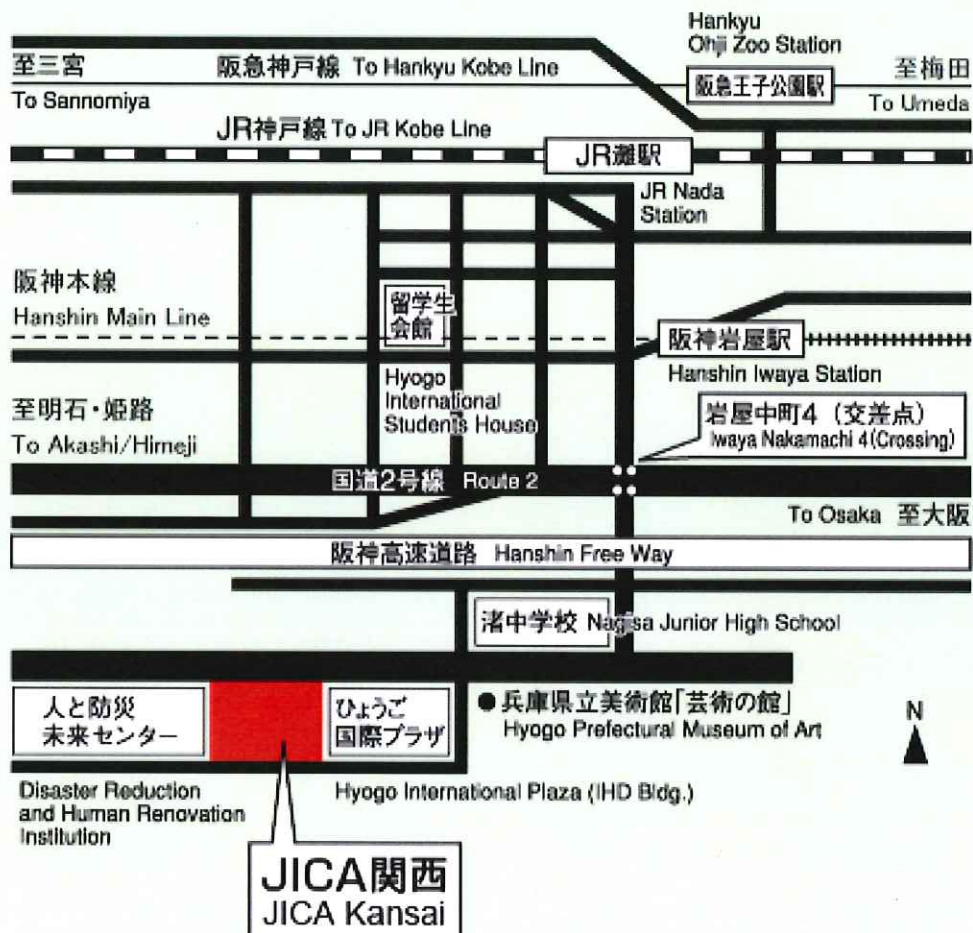 Hankyu
Ohji Zoo Station
至三宮
阪急神戸線 To Hankyu Kobe Line
阪急王子公園駅
至梅田
To Sannomiya
To Umeda
JR神戸線 To JR Kobe Line
JR灘駅
JR Nada
Station
阪神本線
Hanshin Main Line
留学生
会館
阪神岩屋駅
Hanshin Iwaya Station
Hyogo
International
Students House
至明石・姫路
To Akashi/Himeji
岩屋中町4（交差点）
Iwaya Nakamachi 4(Crossing)
国道2号線 Route 2
To Osaka 至大阪
阪神高速道路 Hanshin Free Way
渚中学校 Nagisa Junior High School
人と防災
未来センター
ひょうご
国際プラザ
兵庫県立美術館「芸術の館」
Hyogo Prefectural Museum of Art
N
Disaster Reduction
and Human Renovation
Institution
Hyogo International Plaza (IHD Bldg.)
JICA関西
JICA Kansai